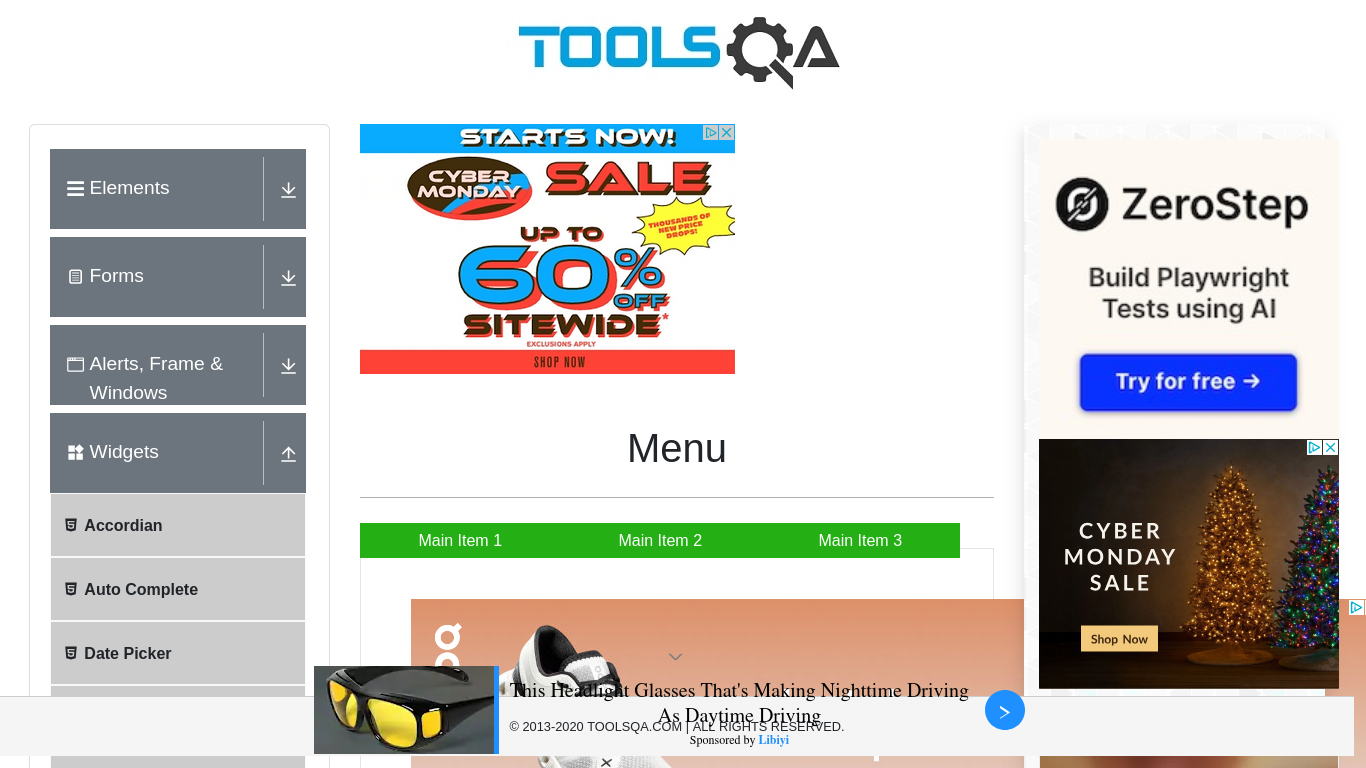 TOOLSQA
Elements
Forms
Alerts, Frame &
Windows
Widgets
Accordian
Auto Complete
Date Picker
STARTS NOW!
CYBER
MONDAY
SALE
THOUSANDS OF
NEW PRICE
DROPS!
UP TO
60%
OFF
SITEWIDE*
EXCLUSIONS APPLY
SHOP NOW
Menu
Main Item 1
Main Item 2
Main Item 3
ZeroStep
Build Playwright
Tests using AI
Try for free →
CYBER
MONDAY
SALE
Shop Now
This Headlight Glasses That's Making Nighttime Driving
As Daytime Driving
© 2013-2020 TOOLSQA.COM | ALL RIGHTS RESERVED.
Sponsored by Libiyi